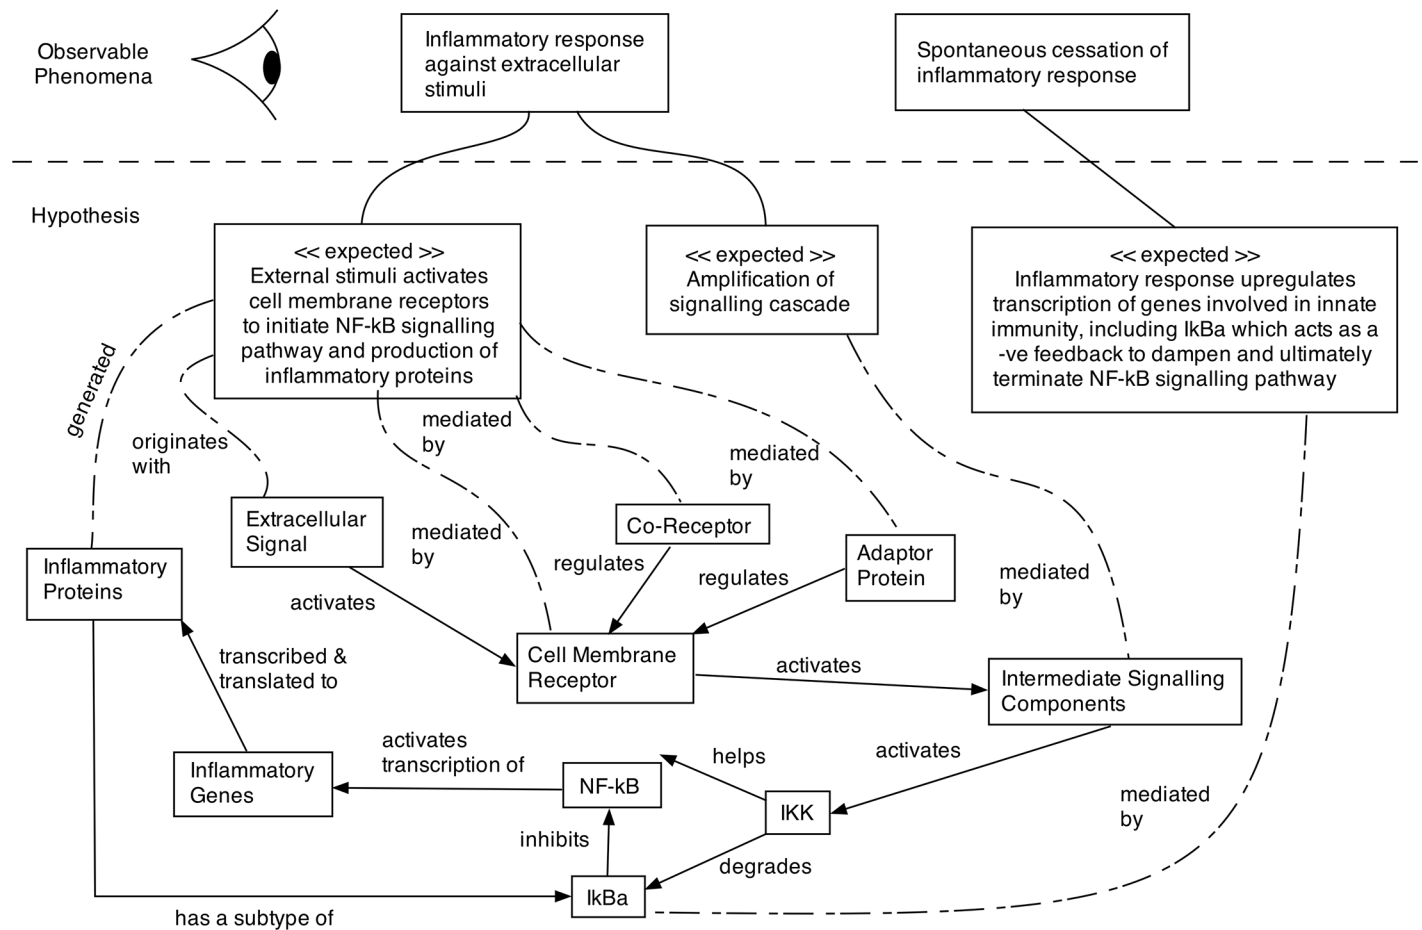 Observable
Phenomena
Inflammatory response
against extracellular
stimuli
Spontaneous cessation of
inflammatory response
Hypothesis
<< expected >>
External stimuli activates
cell membrane receptors
to initiate NF-kB signalling
pathway and production of
inflammatory proteins
<< expected >>
Amplification of
signalling cascade
<< expected >>
Inflammatory response upregulates
transcription of genes involved in innate
immunity, including IkBa which acts as a
-ve feedback to dampen and ultimately
terminate NF-kB signalling pathway
generated
originates
with
mediated
by
mediated
by
mediated
by
Extracellular
Signal
Co-Receptor
Adaptor
Protein
Inflammatory
Proteins
activates
regulates
regulates
mediated
by
transcribed &
translated to
Cell Membrane
Receptor
activates
Intermediate Signalling
Components
activates
transcription of
helps
activates
Inflammatory
Genes
NF-kB
IKK
mediated
by
inhibits
degrades
IkBa
has a subtype of